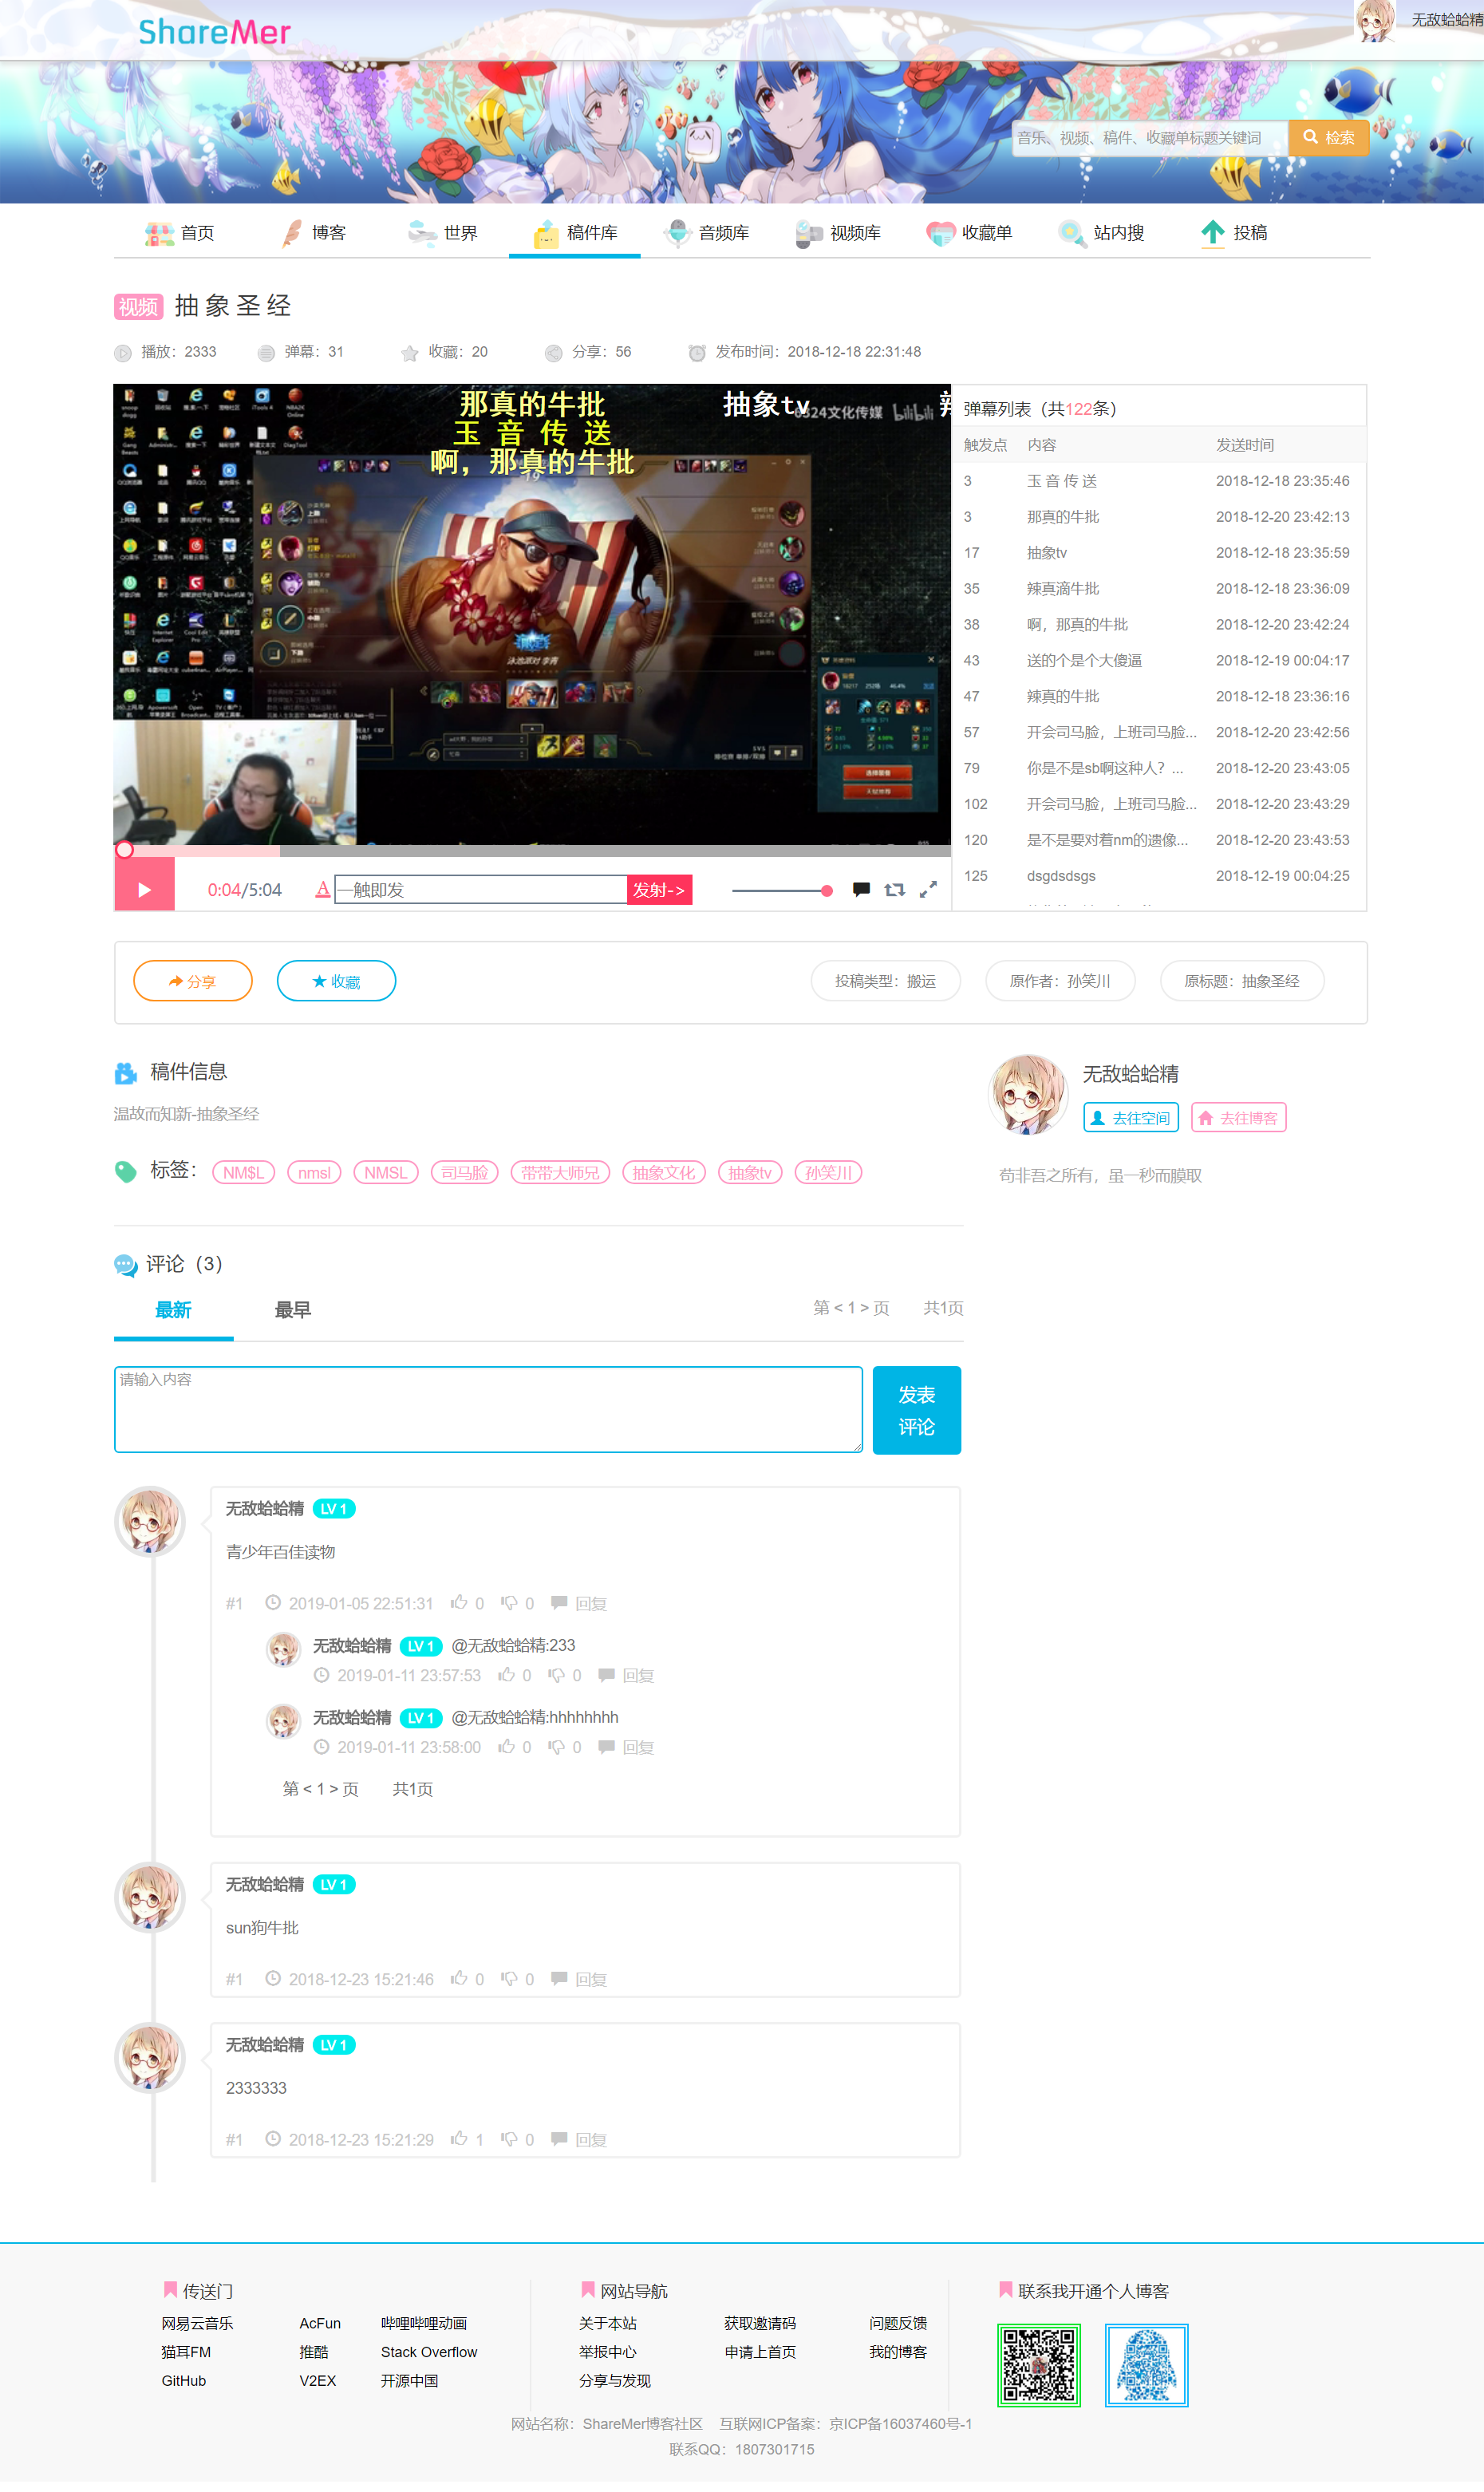 ShareMer
无敌蛤蛤精
音乐、视频、稿件、收藏单标题关键词 检索
首页 博客 世界 稿件库 音频库 视频库 收藏单 站内搜 投稿
视频 抽 象 圣 经
播放：2333 弹幕：31 收藏：20 分享：56 发布时间：2018-12-18 22:31:48
那真的牛批 抽象tv 0324文化传媒 bilibili
玉 音 传 送
啊，那真的牛批
弹幕列表（共122条）
触发点 内容 发送时间
3 玉 音 传 送 2018-12-18 23:35:46
3 那真的牛批 2018-12-20 23:42:13
17 抽象tv 2018-12-18 23:35:59
35 辣真滴牛批 2018-12-18 23:36:09
38 啊，那真的牛批 2018-12-20 23:42:24
43 送的个是个大傻逼 2018-12-19 00:04:17
47 辣真的牛批 2018-12-18 23:36:16
57 开会司马脸，上班司马脸... 2018-12-20 23:42:56
79 你是不是sb啊这种人？... 2018-12-20 23:43:05
102 开会司马脸，上班司马脸... 2018-12-20 23:43:29
120 是不是要对着nm的遗像... 2018-12-20 23:43:53
125 dsgdsdsgs 2018-12-19 00:04:25
0:04/5:04 A 一触即发 发射->
分享 收藏 投稿类型：搬运 原作者：孙笑川 原标题：抽象圣经
稿件信息
温故而知新-抽象圣经
标签： NM$L nmsl NMSL 司马脸 带带大师兄 抽象文化 抽象tv 孙笑川
无敌蛤蛤精
去往空间 去往博客
苟非吾之所有，虽一秒而膜取
评论（3）
最新 最早 第 < 1 > 页 共1页
请输入内容
发表
评论
无敌蛤蛤精 LV 1
青少年百佳读物
#1 2019-01-05 22:51:31 0 0 回复
无敌蛤蛤精 LV 1 @无敌蛤蛤精:233
2019-01-11 23:57:53 0 0 回复
无敌蛤蛤精 LV 1 @无敌蛤蛤精:hhhhhhhh
2019-01-11 23:58:00 0 0 回复
第 < 1 > 页 共1页
无敌蛤蛤精 LV 1
sun狗牛批
#1 2018-12-23 15:21:46 0 0 回复
无敌蛤蛤精 LV 1
2333333
#1 2018-12-23 15:21:29 1 0 回复
传送门
网易云音乐 AcFun 哔哩哔哩动画
猫耳FM 推酷 Stack Overflow
GitHub V2EX 开源中国
网站导航
关于本站 获取邀请码 问题反馈
举报中心 申请上首页 我的博客
分享与发现
联系我开通个人博客
网站名称：ShareMer博客社区 互联网ICP备案：京ICP备16037460号-1
联系QQ：1807301715